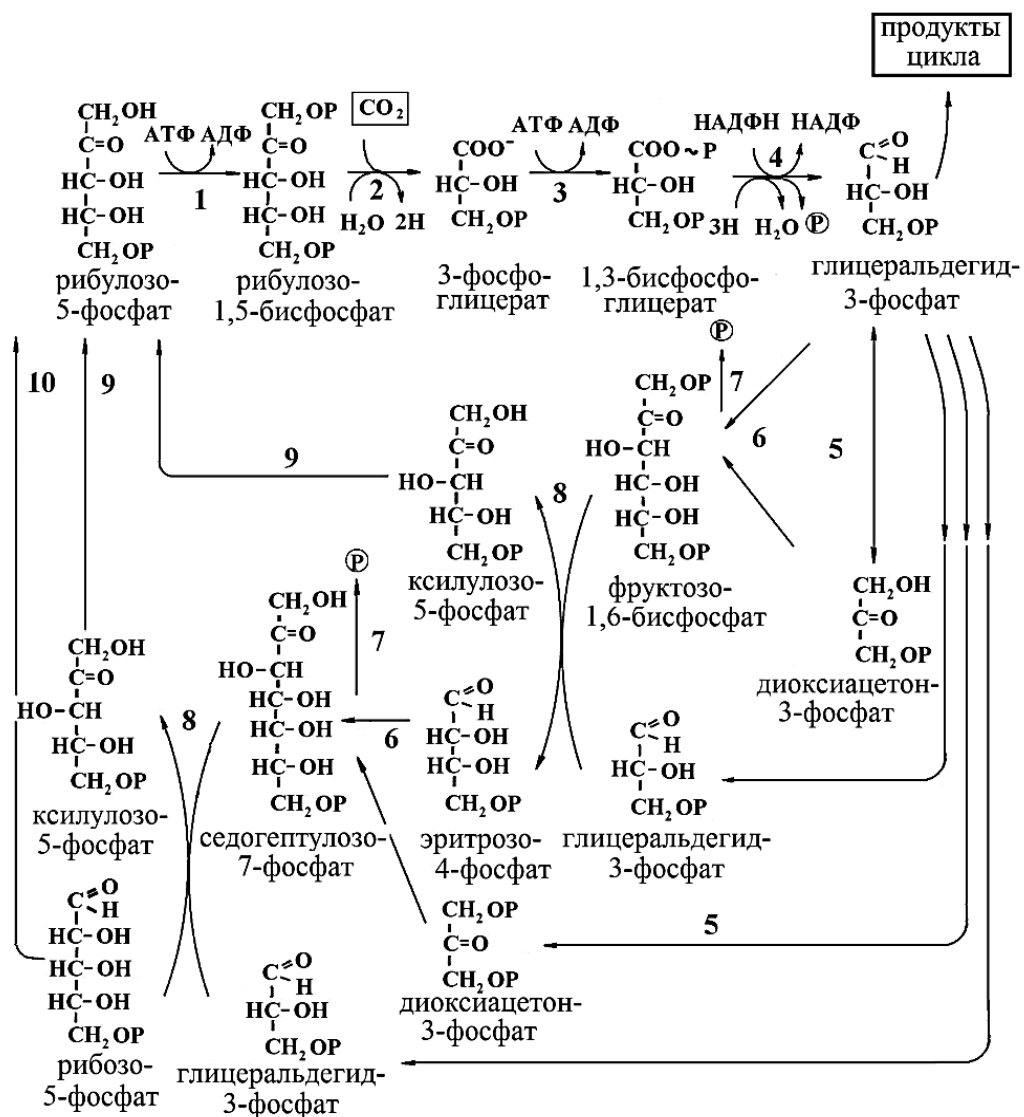 продукты
цикла
CH₂OH
C=O
HC–OH
HC–OH
CH₂OP
рибулозо-
5-фосфат
АТФ АДФ
1
CH₂OP
C=O
HC–OH
HC–OH
CH₂OP
рибулозо-
1,5-бисфосфат
CO₂
2
H₂O 2H
COO⁻
HC–OH
CH₂OP
3-фосфо-
глицерат
АТФ АДФ
3
COO~P
HC–OH
CH₂OP
1,3-бисфосфо-
глицерат
НАДФН НАДФ
4
3H H₂O Ⓟ
C=O
H
HC–OH
CH₂OP
глицеральдегид-
3-фосфат
10
9
9
CH₂OH
C=O
HO–CH
HC–OH
CH₂OP
ксилулозо-
5-фосфат
8
Ⓟ
7
CH₂OP
C=O
HO–CH
HC–OH
HC–OH
CH₂OP
фруктозо-
1,6-бисфосфат
6
5
CH₂OH
C=O
CH₂OP
диоксиацетон-
3-фосфат
CH₂OH
C=O
HO–CH
HC–OH
CH₂OP
ксилулозо-
5-фосфат
8
Ⓟ
7
CH₂OH
C=O
HO–CH
HC–OH
HC–OH
HC–OH
CH₂OP
седогептулозо-
7-фосфат
6
C=O
H
HC–OH
HC–OH
CH₂OP
эритрозо-
4-фосфат
C=O
H
HC–OH
CH₂OP
глицеральдегид-
3-фосфат
C=O
H
HC–OH
HC–OH
HC–OH
CH₂OP
рибозо-
5-фосфат
C=O
H
HC–OH
CH₂OP
глицеральдегид-
3-фосфат
CH₂OP
C=O
CH₂OP
диоксиацетон-
3-фосфат
5